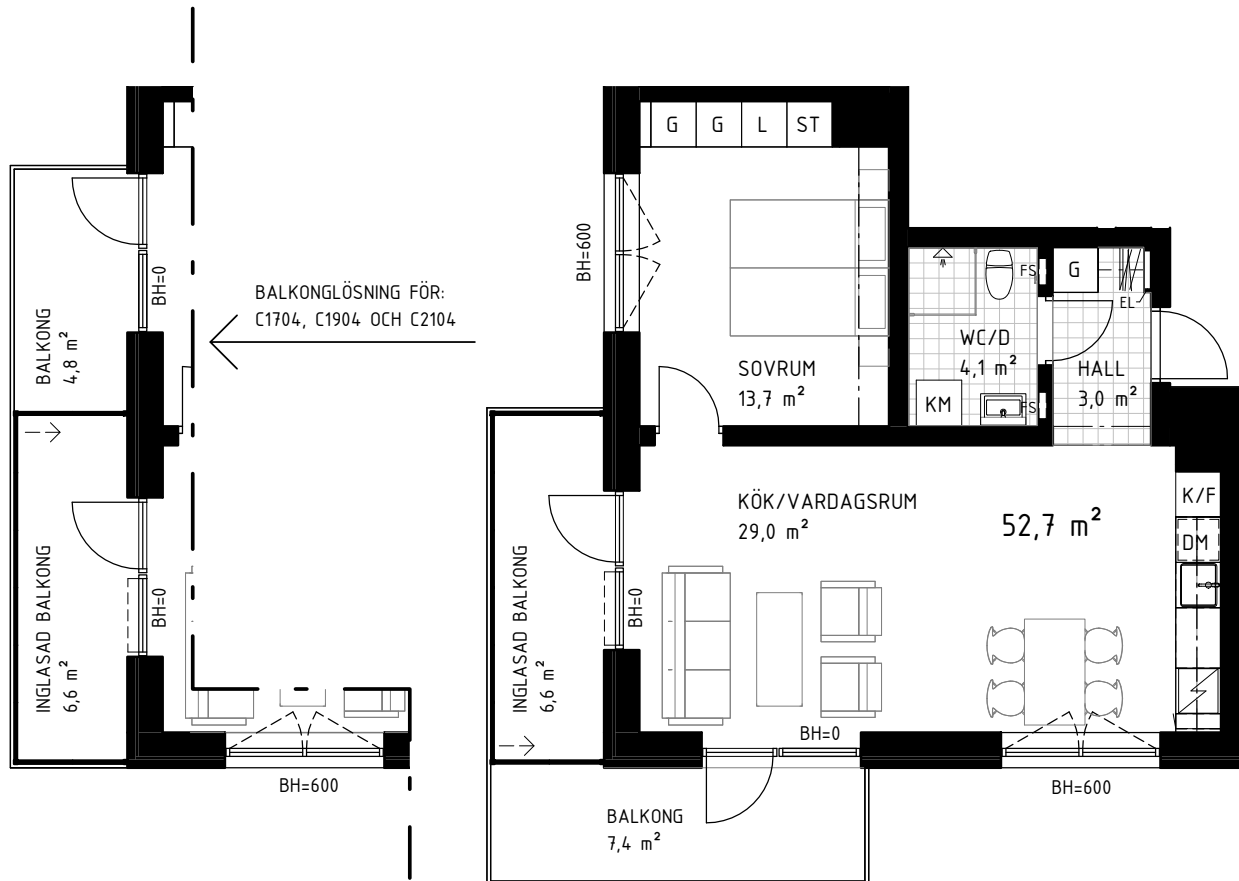 BALKONG
4,8 m²
BH=0
INGLASAD BALKONG
6,6 m²
BH=0
BH=600
BALKONGLÖSNING FÖR:
C1704, C1904 OCH C2104
G
G
L
ST
BH=600
SOVRUM
13,7 m²
WC/D
4,1 m²
FS
FS
KM
G
EL
HALL
3,0 m²
KÖK/VARDAGSRUM
29,0 m²
52,7 m²
K/F
DM
INGLASAD BALKONG
6,6 m²
BH=0
BH=0
BH=600
BALKONG
7,4 m²